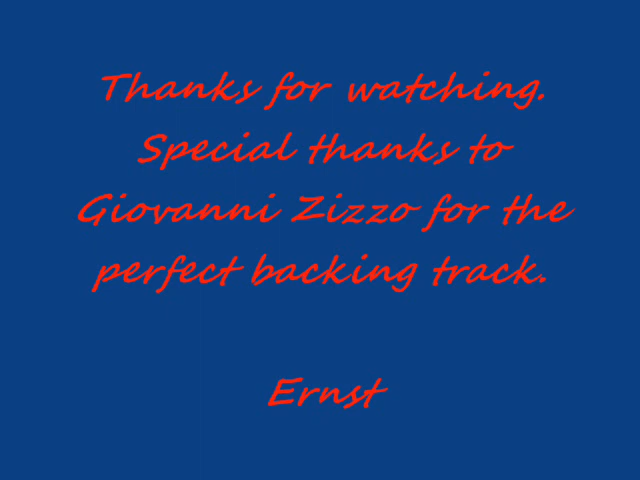 Thanks for watching.
Special thanks to
Giovanni Zizzo for the
perfect backing track.
Ernst